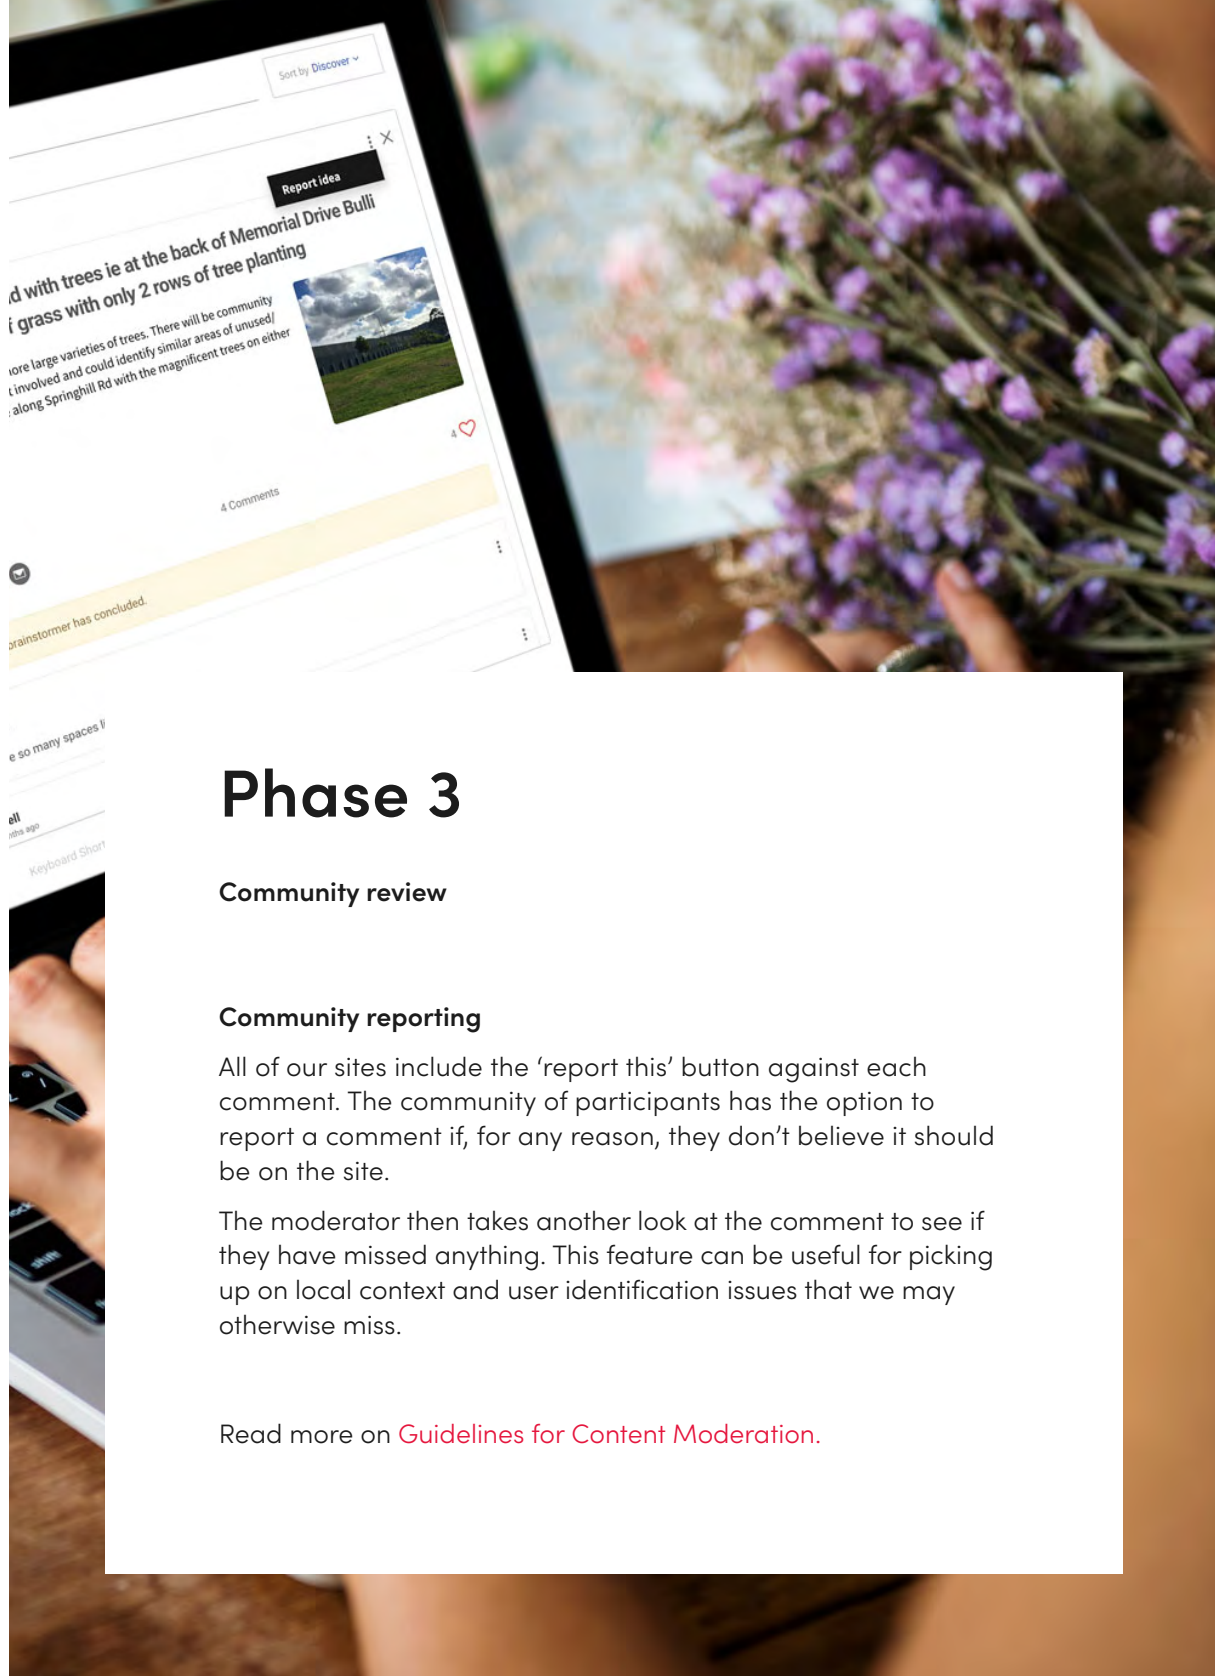 Sort by Discover
Report idea
with trees ie at the back of Memorial Drive Bulli
grass with only 2 rows of tree planting
large varieties of trees. There will be community
involved and could identify similar areas of unused/
along Springhill Rd with the magnificent trees on either
4
4 Comments
has concluded.
so many spaces
ago
Keyboard
Phase 3
Community review
Community reporting
All of our sites include the ‘report this’ button against each
comment. The community of participants has the option to
report a comment if, for any reason, they don’t believe it should
be on the site.
The moderator then takes another look at the comment to see if
they have missed anything. This feature can be useful for picking
up on local context and user identification issues that we may
otherwise miss.
Read more on Guidelines for Content Moderation.